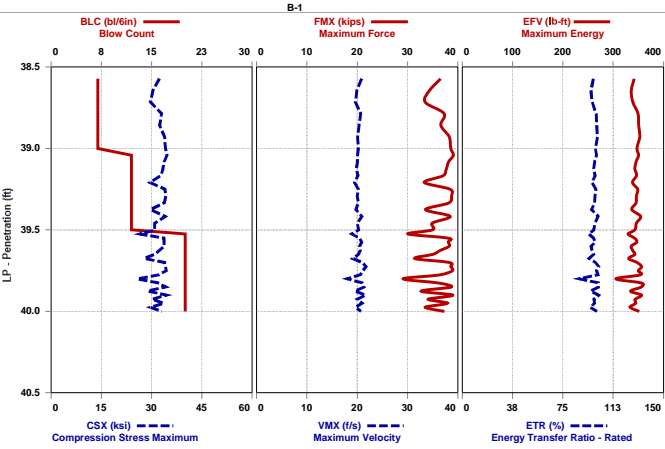 B-1
BLC (bl/6in)
Blow Count
FMX (kips)
Maximum Force
EFV (lb-ft)
Maximum Energy
0 8 15 23 30
0 10 20 30 40
0 100 200 300 400
38.5
39.0
39.5
40.0
40.5
LP - Penetration (ft)
0 15 30 45 60
0 10 20 30 40
0 38 75 113 150
CSX (ksi)
Compression Stress Maximum
VMX (f/s)
Maximum Velocity
ETR (%)
Energy Transfer Ratio - Rated